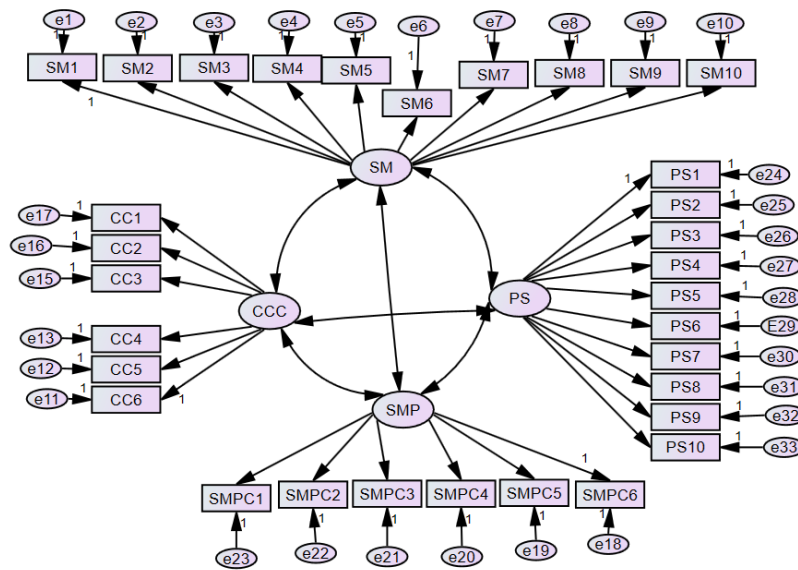 e1 e2 e3 e4 e5 e6 e7 e8 e9 e10
1 1 1 1 1 1 1 1 1 1
SM1 SM2 SM3 SM4 SM5 SM6 SM7 SM8 SM9 SM10
1
SM
e17 1 CC1
e16 1 CC2
e15 1 CC3
e13 1 CC4
e12 1 CC5
e11 1 CC6 1
CCC
PS
1 PS1 1 e24
PS2 1 e25
PS3 1 e26
PS4 1 e27
PS5 1 e28
PS6 1 E29
PS7 1 e30
PS8 1 e31
PS9 1 e32
PS10 1 e33
SMP
1
SMPC1 SMPC2 SMPC3 SMPC4 SMPC5 SMPC6
1 1 1 1 1 1
e23 e22 e21 e20 e19 e18